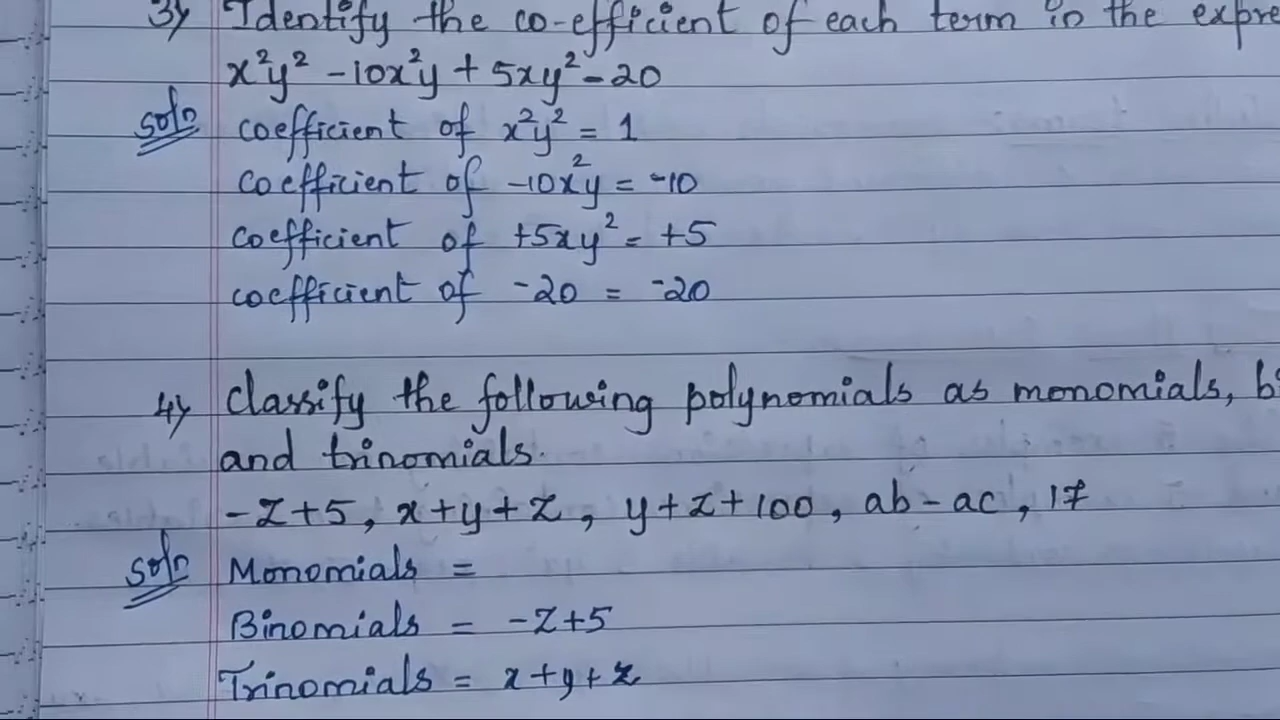 3) Identify the co-efficient of each term in the expre
x²y² - 10x²y + 5xy² - 20
Soln coefficient of x²y² = 1
coefficient of -10x²y = -10
coefficient of +5xy² = +5
coefficient of -20 = -20
4) Classify the following polynomials as monomials, b
and trinomials.
-z+5, x+y+z, y+z+100, ab-ac, 17
Soln Monomials =
Binomials = -z+5
Trinomials = x+y+z